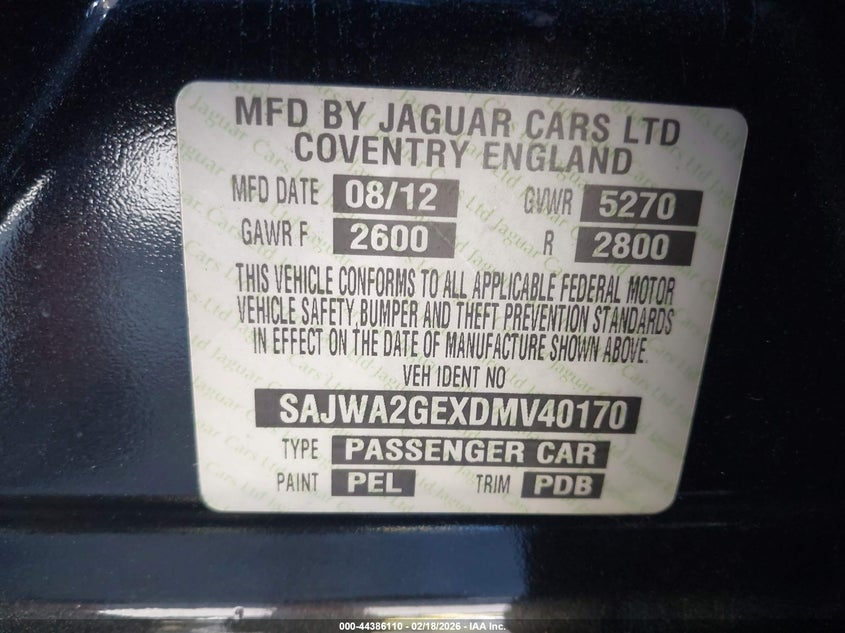 MFD BY JAGUAR CARS LTD
COVENTRY ENGLAND
MFD DATE 08/12 GVWR 5270
GAWR F 2600 R 2800
THIS VEHICLE CONFORMS TO ALL APPLICABLE FEDERAL MOTOR
VEHICLE SAFETY, BUMPER AND THEFT PREVENTION STANDARDS
IN EFFECT ON THE DATE OF MANUFACTURE SHOWN ABOVE.
VEH IDENT NO
SAJWA2GEXDMV40170
TYPE PASSENGER CAR
PAINT PEL TRIM PDB
000-44386110 - 02/18/2026 - IAA Inc.